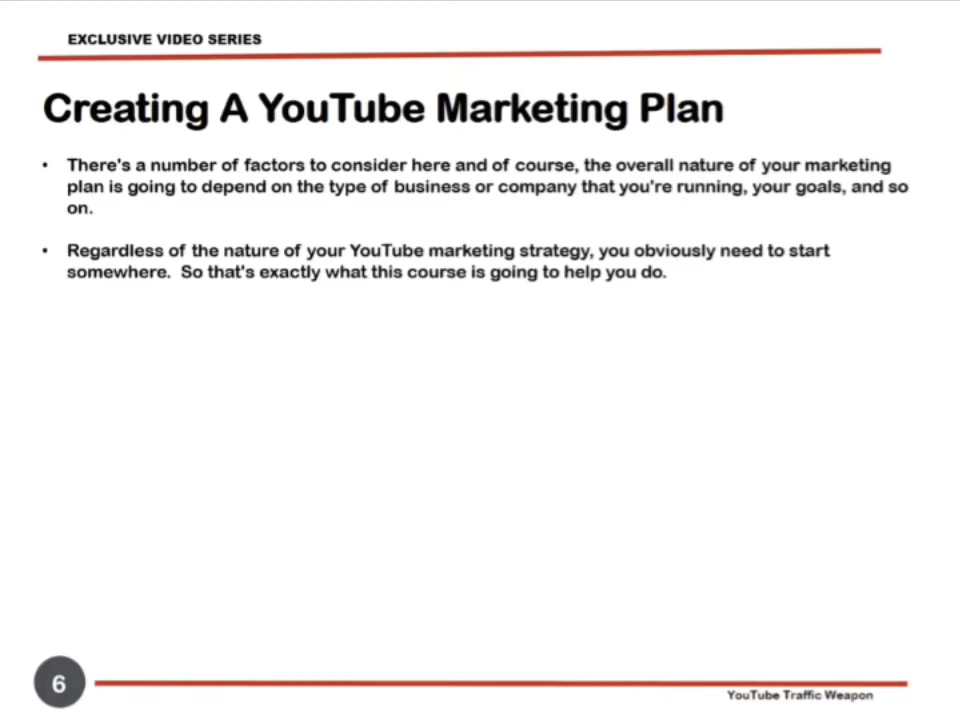 EXCLUSIVE VIDEO SERIES
Creating A YouTube Marketing Plan
• There's a number of factors to consider here and of course, the overall nature of your marketing
plan is going to depend on the type of business or company that you're running, your goals, and so
on.
• Regardless of the nature of your YouTube marketing strategy, you obviously need to start
somewhere.  So that's exactly what this course is going to help you do.
6
YouTube Traffic Weapon